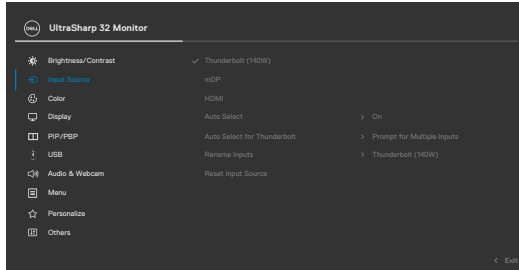 DELL UltraSharp 32 Monitor
Brightness/Contrast Thunderbolt (140W)
Input Source mDP
Color HDMI
Display Auto Select > On
PIP/PBP Auto Select for Thunderbolt > Prompt for Multiple Inputs
USB Rename Inputs > Thunderbolt (140W)
Audio & Webcam Reset Input Source
Menu
Personalize
Others
< Exit